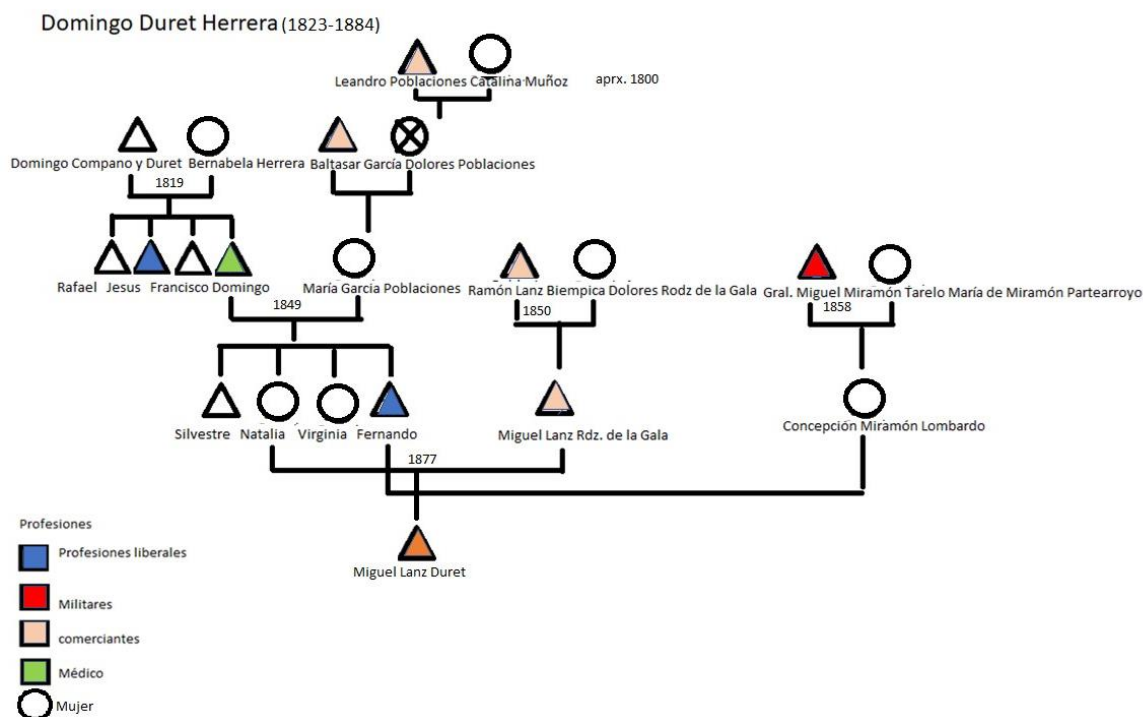 Domingo Duret Herrera (1823-1884)
Leandro Poblaciones Catalina Muñoz aprx. 1800
Domingo Compano y Duret Bernabela Herrera Baltasar García Dolores Poblaciones
1819
Rafael Jesus Francisco Domingo María Garcia Poblaciones Ramón Lanz Biempica Dolores Rodz de la Gala Gral. Miguel Miramón Tarelo María de Miramón Partearroyo
1849 1850 1858
Silvestre Natalia Virginia Fernando Miguel Lanz Rdz. de la Gala Concepción Miramón Lombardo
1877
Miguel Lanz Duret
Profesiones
Profesiones liberales
Militares
comerciantes
Médico
Mujer